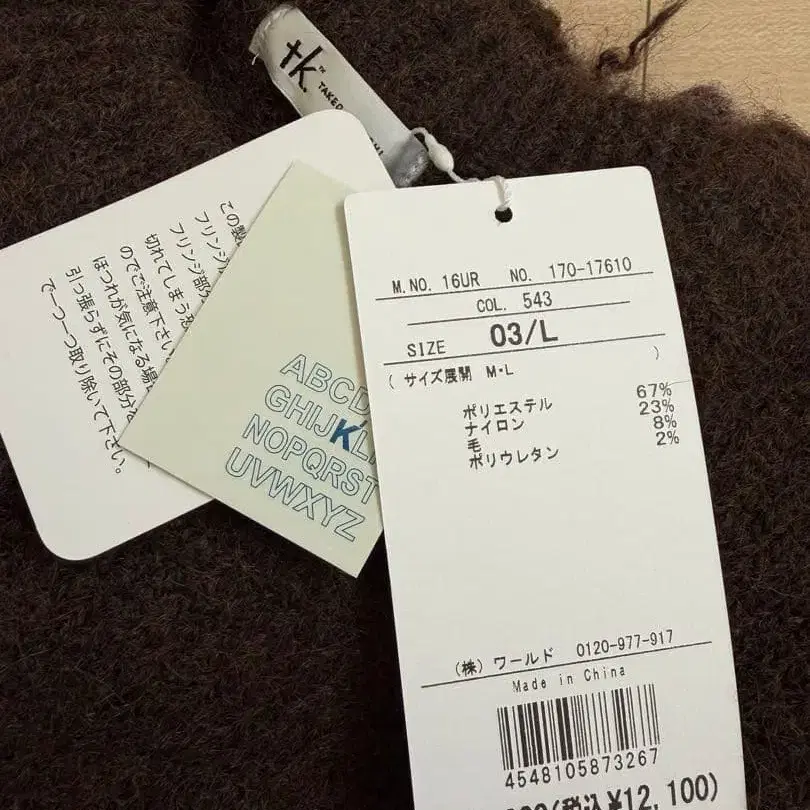 tk.
TAKEO
この製
フリンジ
フリンジ部分
切れてしまう恐
のでご注意下さい
ほつれが気になる場合
引っ張らずにその部分を
で一つ一つ取り除いて下さい。
ABCD
GHIJK
NOPQRST
UVWXYZ
M.NO. 16UR NO. 170-17610
COL. 543
SIZE 03/L
( サイズ展開 M・L )
ポリエステル 67%
ナイロン 23%
毛 8%
ポリウレタン 2%
(株) ワールド 0120-977-917
Made in China
4548105873267
(税込¥12,100)